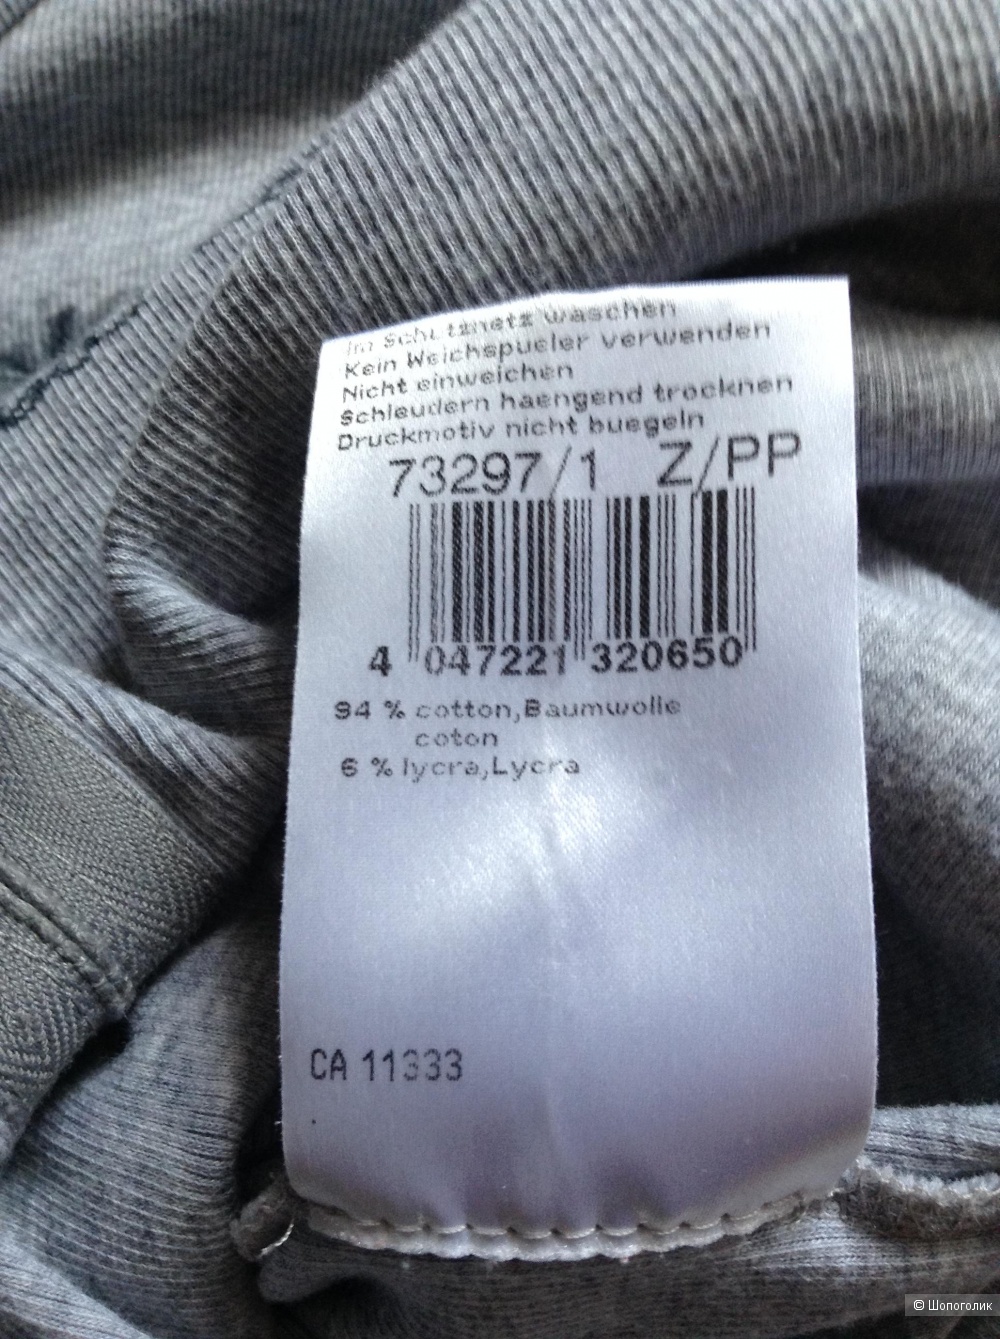 Im Schutznetz waschen
Kein Weichspueler verwenden
Nicht einweichen
Schleudern haengend trocknen
Druckmotiv nicht buegeln
73297/1 Z/PP
4 047221 320650
94 % cotton,Baumwolle
coton
6 % lycra,Lycra
CA 11333
© Шопоголик